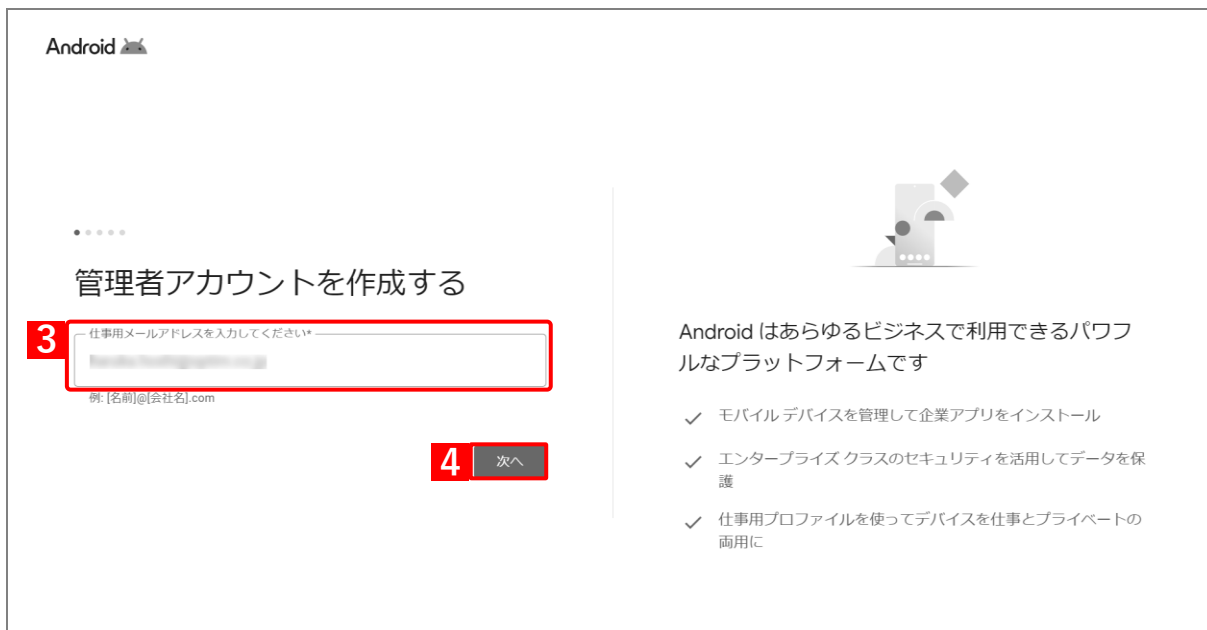 Android
管理者アカウントを作成する
3
仕事用メールアドレスを入力してください*
例: [名前]@[会社名].com
4
次へ
Android はあらゆるビジネスで利用できるパワフ
ルなプラットフォームです
モバイル デバイスを管理して企業アプリをインストール
エンタープライズ クラスのセキュリティを活用してデータを保
護
仕事用プロファイルを使ってデバイスを仕事とプライベートの
両用に